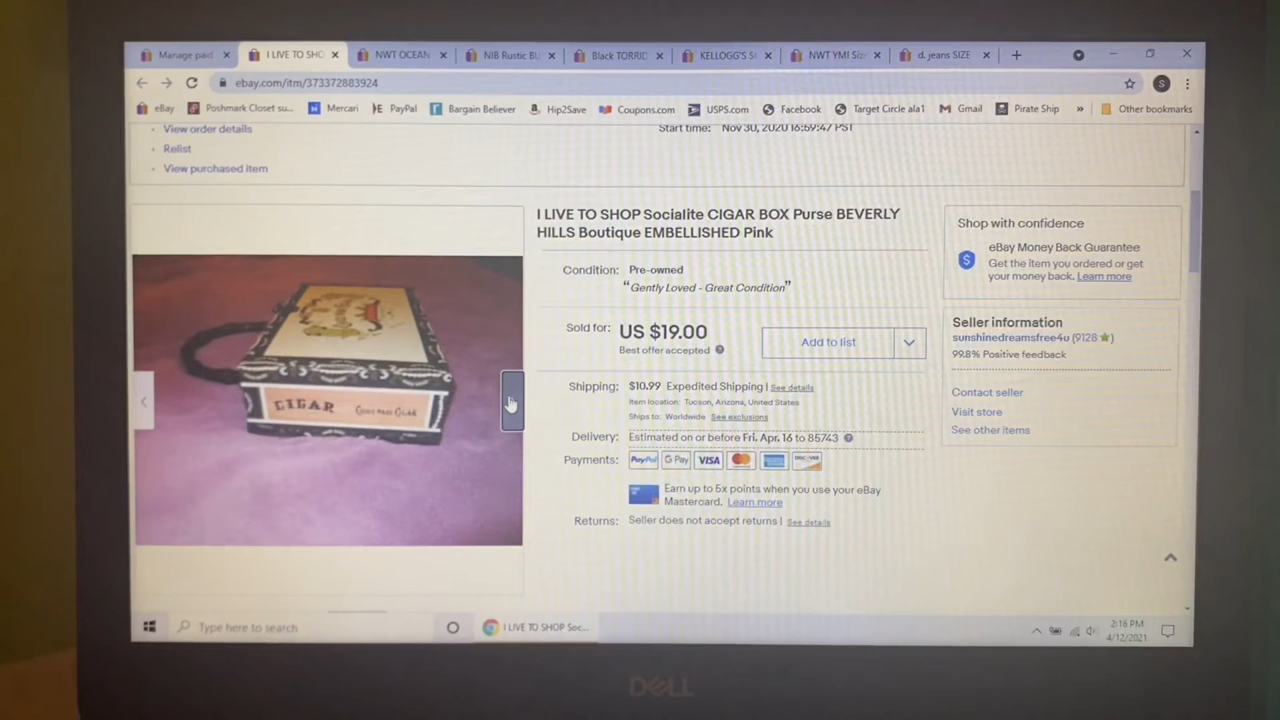 Manage paid
I LIVE TO SHO
NWT OCEAN
NIB Rustic BL
Black TORRID
KELLOGG'S S
NWT YMI Siz
d. jeans SIZE
ebay.com/itm/373372883924
S
eBay
Poshmark Closet su...
Mercari
PayPal
Bargain Believer
Hip2Save
Coupons.com
USPS.com
Facebook
Target Circle ala1
Gmail
Pirate Ship
»
Other bookmarks
View order details
Start time: Nov 30, 2020 16:59:47 PST
Relist
View purchased item
I LIVE TO SHOP Socialite CIGAR BOX Purse BEVERLY
HILLS Boutique EMBELLISHED Pink
Condition: Pre-owned
"Gently Loved - Great Condition"
Sold for: US $19.00
Best offer accepted
Add to list
Shipping: $10.99 Expedited Shipping | See details
Item location: Tucson, Arizona, United States
Ships to: Worldwide See exclusions
Delivery: Estimated on or before Fri. Apr. 16 to 85743
Payments: PayPal G Pay VISA
DISCOVER
Earn up to 5x points when you use your eBay
Mastercard. Learn more
Returns: Seller does not accept returns | See details
Shop with confidence
eBay Money Back Guarantee
Get the item you ordered or get
your money back. Learn more
Seller information
sunshinedreamsfree4u (9128)
99.8% Positive feedback
Contact seller
Visit store
See other items
CIGAR
Type here to search
I LIVE TO SHOP Soc...
2:16 PM
4/12/2021
DELL